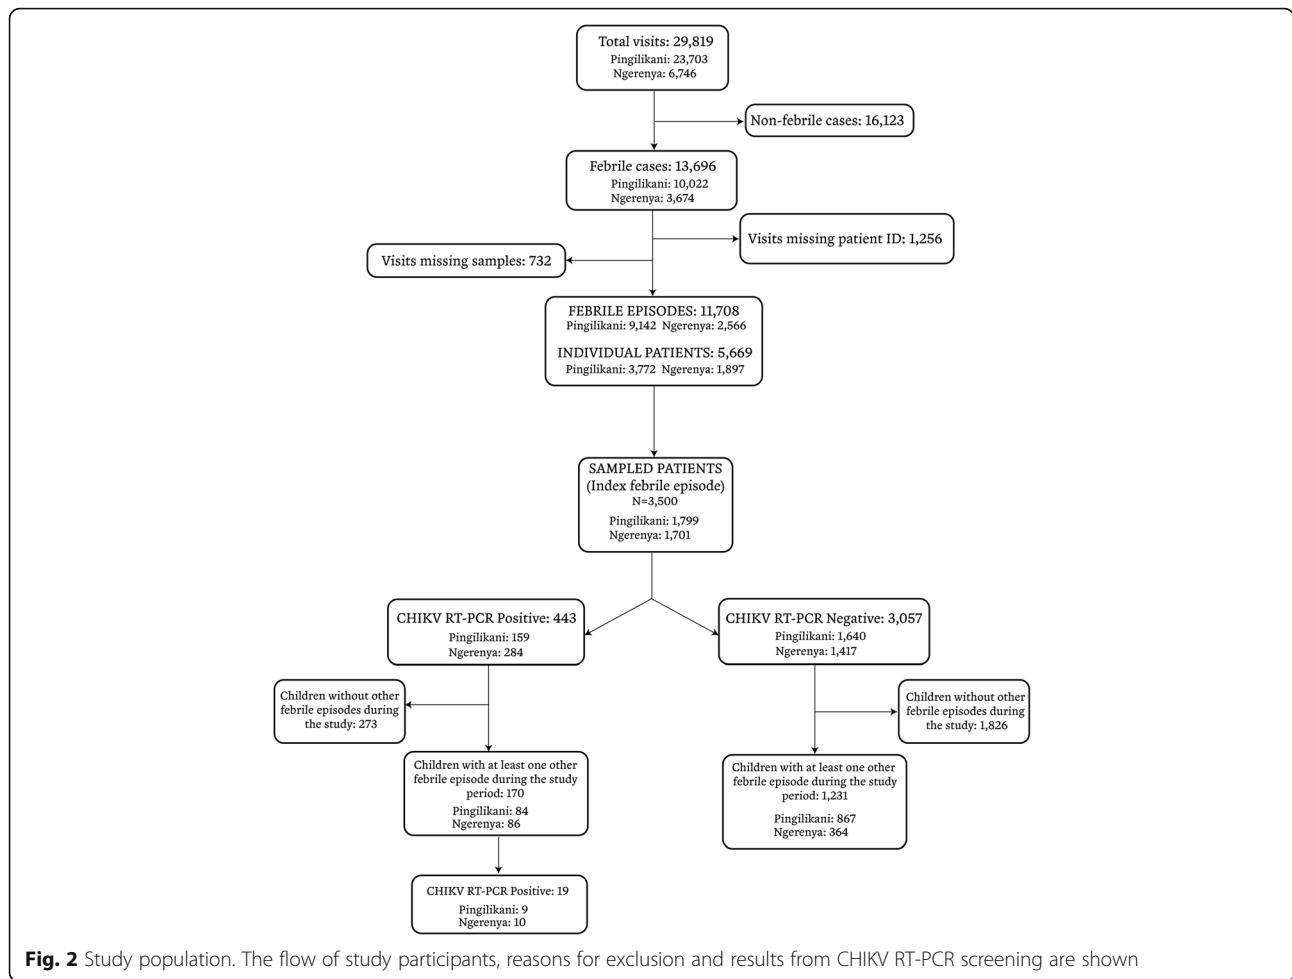 Total visits: 29,819
Pingilikani: 23,703
Ngerenya: 6,746
Non-febrile cases: 16,123
Febrile cases: 13,696
Pingilikani: 10,022
Ngerenya: 3,674
Visits missing patient ID: 1,256
Visits missing samples: 732
FEBRILE EPISODES: 11,708
Pingilikani: 9,142 Ngerenya: 2,566
INDIVIDUAL PATIENTS: 5,669
Pingilikani: 3,772 Ngerenya: 1,897
SAMPLED PATIENTS
(Index febrile episode)
N=3,500
Pingilikani: 1,799
Ngerenya: 1,701
CHIKV RT-PCR Positive: 443
Pingilikani: 159
Ngerenya: 284
CHIKV RT-PCR Negative: 3,057
Pingilikani: 1,640
Ngerenya: 1,417
Children without other
febrile episodes during
the study: 273
Children without other
febrile episodes during
the study: 1,826
Children with at least one other
febrile episode during the study
period: 170
Pingilikani: 84
Ngerenya: 86
Children with at least one other
febrile episode during the study
period: 1,231
Pingilikani: 867
Ngerenya: 364
CHIKV RT-PCR Positive: 19
Pingilikani: 9
Ngerenya: 10
Fig. 2 Study population. The flow of study participants, reasons for exclusion and results from CHIKV RT-PCR screening are shown